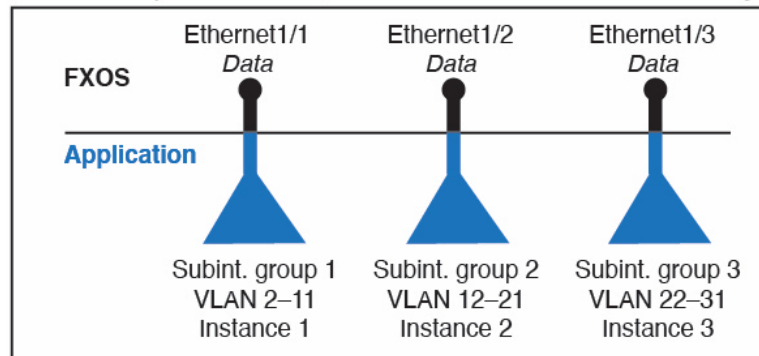 Ethernet1/1 Ethernet1/2 Ethernet1/3
Data Data Data
FXOS
Application
Subint. group 1 Subint. group 2 Subint. group 3
VLAN 2–11 VLAN 12–21 VLAN 22–31
Instance 1 Instance 2 Instance 3